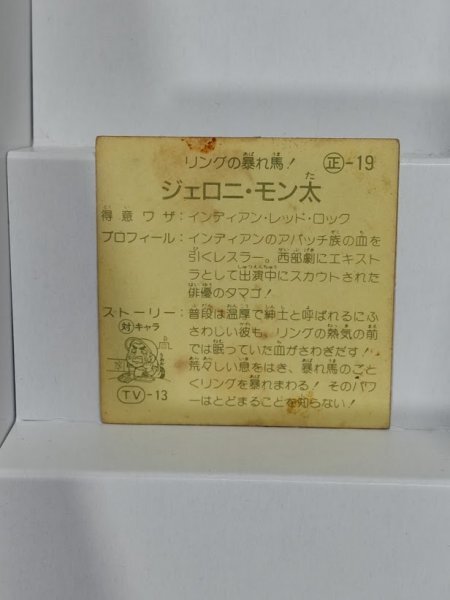 リングの暴れ馬! 正-19
ジェロニ・モン太
得意ワザ:インディアン・レッド・ロック
プロフィール:インディアンのアパッチ族の血を
引くレスラー。西部劇にエキスト
ラとして出演中にスカウトされた
俳優のタマゴ!
ストーリー:普段は温厚で紳士と呼ばれるにふ
対キャラ さわしい彼も、リングの熱気の前
では眠っていた血がさわぎだす!
荒々しい息をはき、暴れ馬のごと
TV-13 くリングを暴れまわる! そのパワ
ーはとどまることを知らない!